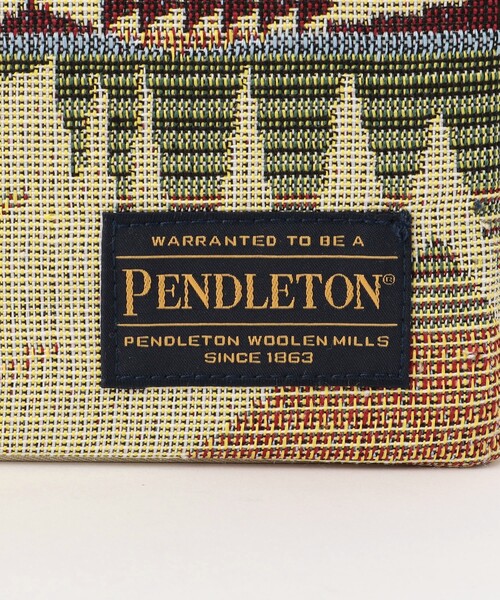 WARRANTED TO BE A
PENDLETON®
PENDLETON WOOLEN MILLS
SINCE 1863